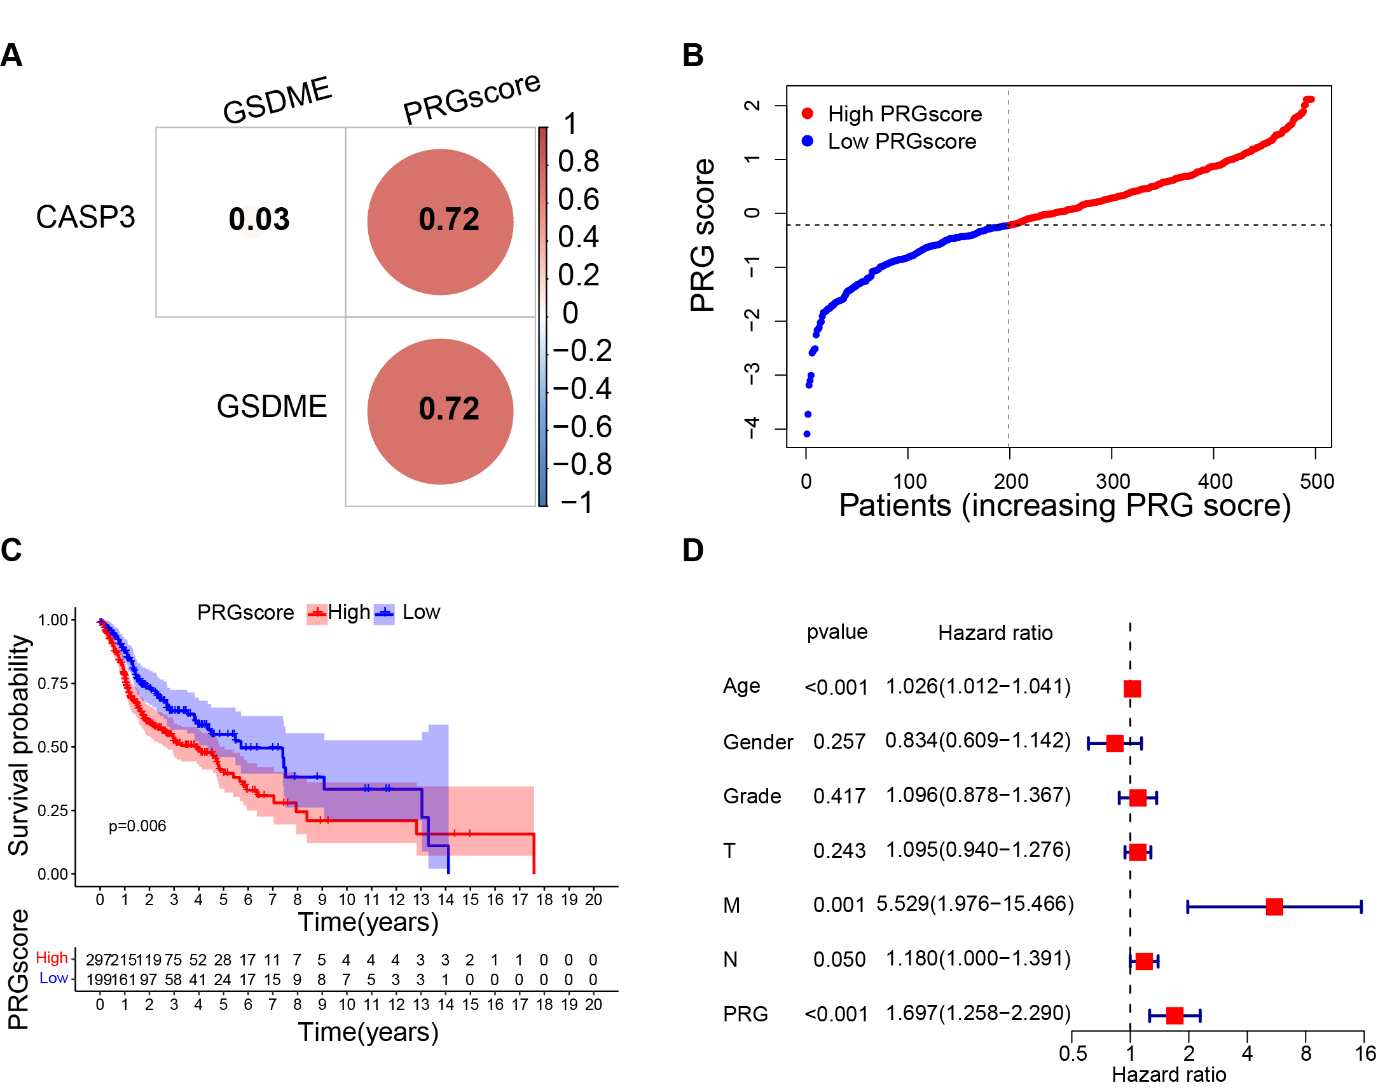 A
GSDME PRGscore
CASP3 0.03 0.72
GSDME 0.72
1
0.8
0.6
0.4
0.2
0
−0.2
−0.4
−0.6
−0.8
−1
B
High PRGscore
Low PRGscore
PRG score
2
1
0
−1
−2
−3
−4
0 100 200 300 400 500
Patients (increasing PRG socre)
C
PRGscore High Low
Survival probability
1.00
0.75
0.50
0.25
0.00
p=0.006
0 1 2 3 4 5 6 7 8 9 10 11 12 13 14 15 16 17 18 19 20
Time(years)
PRGscore
High 297 215 119 75 52 28 17 11 7 5 4 4 4 3 3 2 1 1 0 0 0
Low 199 161 97 58 41 24 17 15 9 8 7 5 3 3 1 0 0 0 0 0 0
0 1 2 3 4 5 6 7 8 9 10 11 12 13 14 15 16 17 18 19 20
Time(years)
D
pvalue Hazard ratio
Age <0.001 1.026(1.012−1.041)
Gender 0.257 0.834(0.609−1.142)
Grade 0.417 1.096(0.878−1.367)
T 0.243 1.095(0.940−1.276)
M 0.001 5.529(1.976−15.466)
N 0.050 1.180(1.000−1.391)
PRG <0.001 1.697(1.258−2.290)
0.5 1 2 4 8 16
Hazard ratio